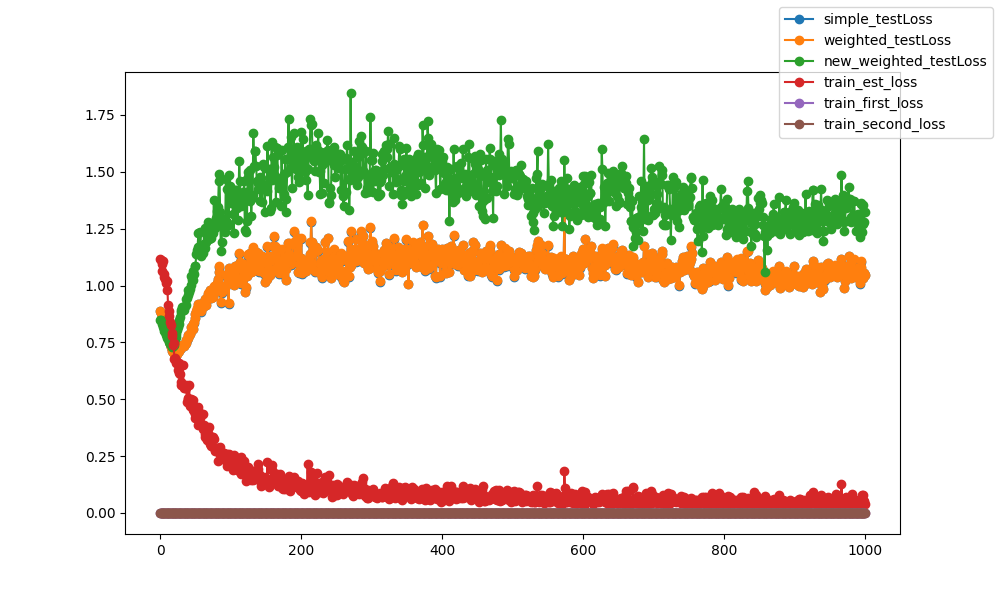 simple_testLoss
weighted_testLoss
new_weighted_testLoss
train_est_loss
train_first_loss
train_second_loss
1.75
1.50
1.25
1.00
0.75
0.50
0.25
0.00
0 200 400 600 800 1000